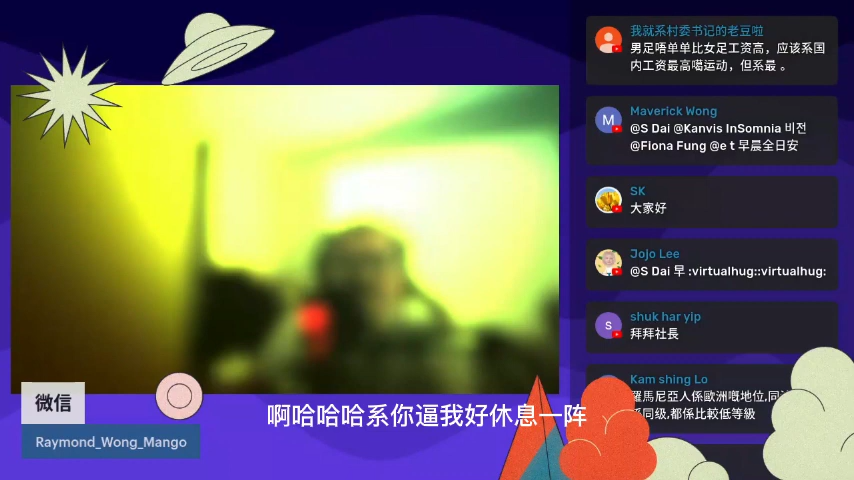 我就系村委书记的老豆啦
男足唔单单比女足工资高，应该系国
内工资最高噶运动，但系最 。
Maverick Wong
@S Dai @Kanvis InSomnia 비전
@Fiona Fung @e t 早晨全日安
SK
大家好
Jojo Lee
@S Dai 早 :virtualhug::virtualhug:
shuk har yip
拜拜社長
Kam shing Lo
羅馬尼亞人係歐洲嘅地位,同
同级,都係比較低等級
微信
Raymond_Wong_Mango
啊哈哈哈系你逼我好休息一阵